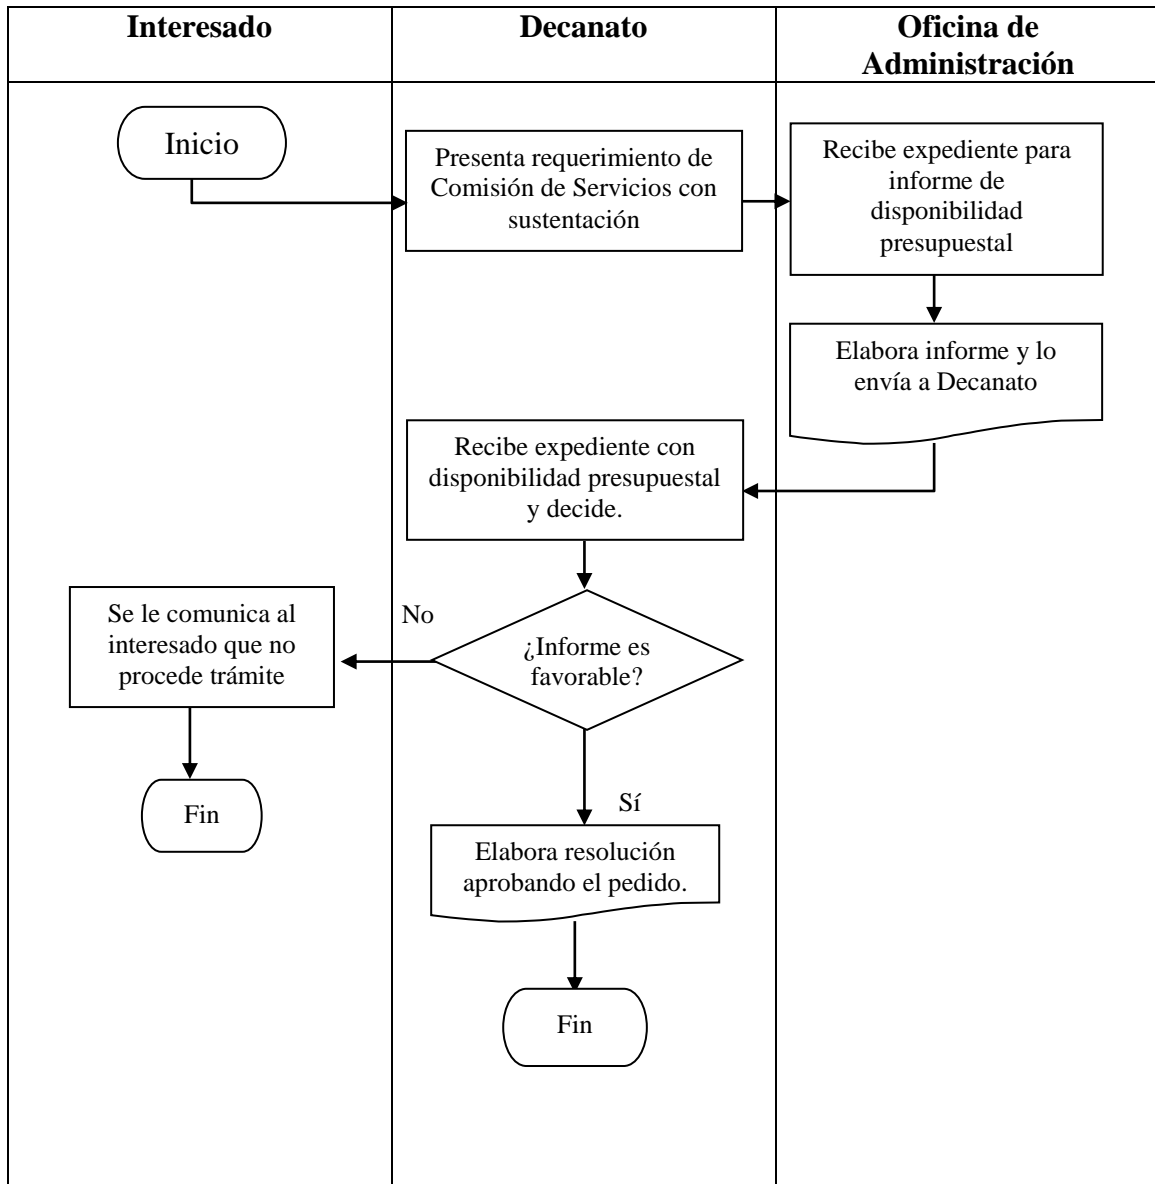 Interesado
Decanato
Oficina de
Administración
Inicio
Presenta requerimiento de
Comisión de Servicios con
sustentación
Recibe expediente para
informe de
disponibilidad
presupuestal
Elabora informe y lo
envía a Decanato
Recibe expediente con
disponibilidad presupuestal
y decide.
¿Informe es
favorable?
No
Se le comunica al
interesado que no
procede trámite
Fin
Sí
Elabora resolución
aprobando el pedido.
Fin